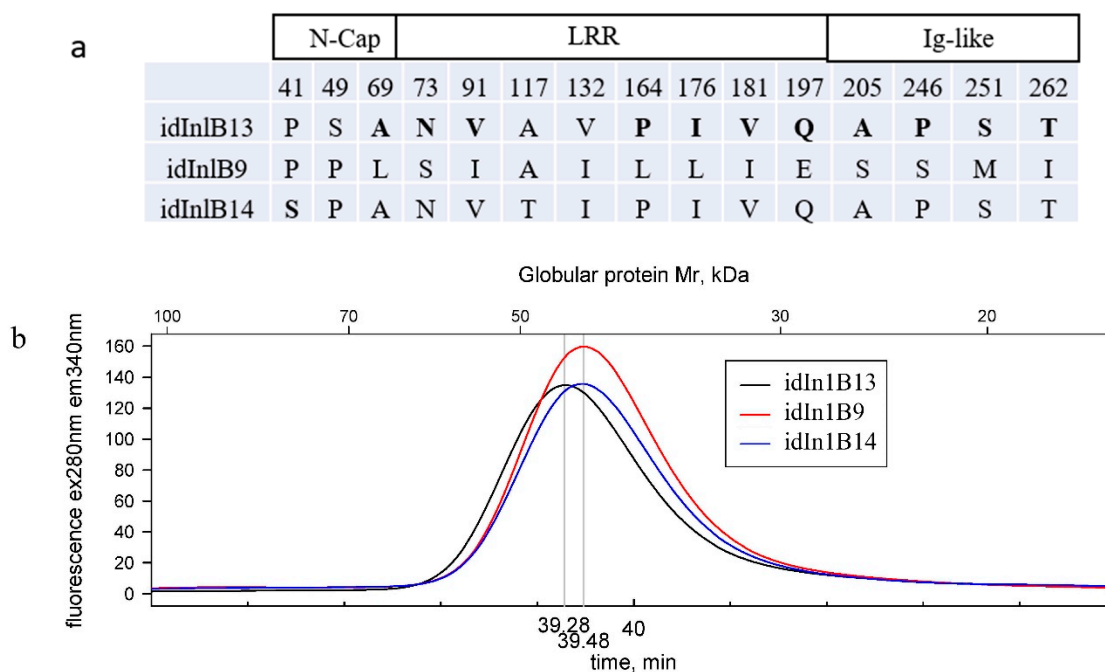 a
N-Cap LRR Ig-like
41 49 69 73 91 117 132 164 176 181 197 205 246 251 262
idInlB13 P S A N V A V P I V Q A P S T
idInlB9 P P L S I A I L L I E S S M I
idInlB14 S P A N V T I P I V Q A P S T
Globular protein Mr, kDa
100 70 50 40 30 20
b
fluorescence ex280nm em340nm
160
140
120
100
80
60
40
20
0
idIn1B13
idIn1B9
idIn1B14
39.28 40
39.48
time, min